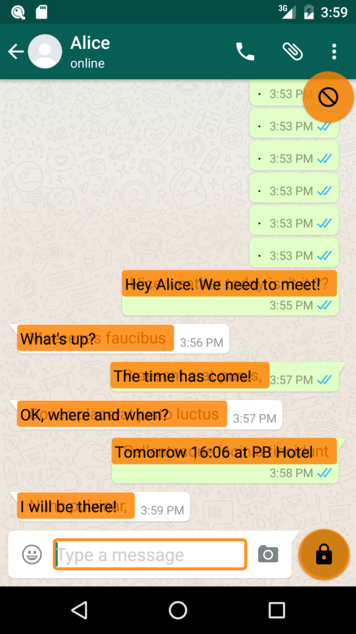 3G 3:59
Alice
online
· 3:53 PM
· 3:53 PM
· 3:53 PM
· 3:53 PM
· 3:53 PM
· 3:53 PM
Hey Alice. We need to meet!
3:55 PM
What's up? faucibus 3:56 PM
The time has come! 3:57 PM
OK, where and when? luctus 3:57 PM
Tomorrow 16:06 at PB Hotel
3:58 PM
I will be there! 3:59 PM
Type a message